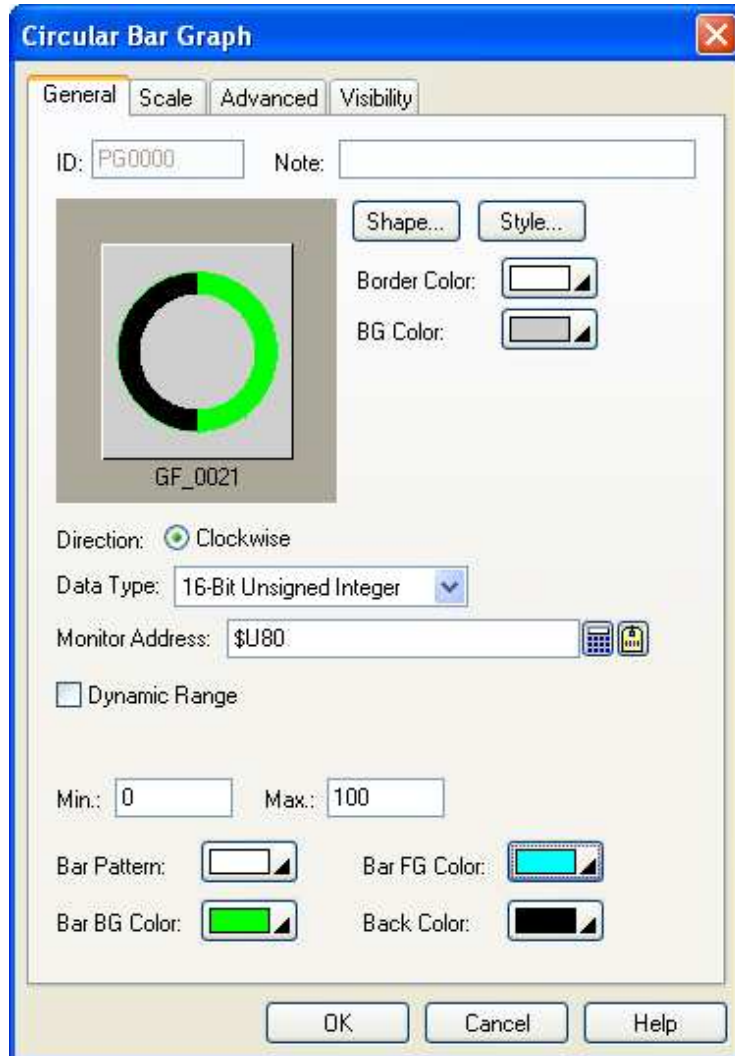 Circular Bar Graph
General Scale Advanced Visibility
ID: PG0000 Note:
Shape... Style...
Border Color:
BG Color:
GF_0021
Direction: Clockwise
Data Type: 16-Bit Unsigned Integer
Monitor Address: $U80
Dynamic Range
Min.: 0 Max.: 100
Bar Pattern: Bar FG Color:
Bar BG Color: Back Color:
OK Cancel Help